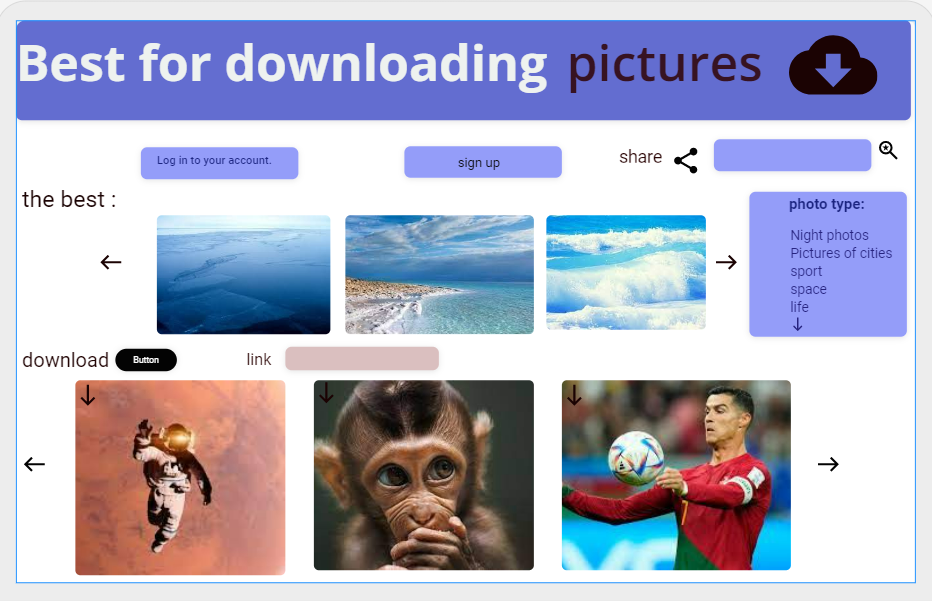 Best for downloading pictures
Log in to your account.
sign up
share
the best :
photo type:
Night photos
Pictures of cities
sport
space
life
download
Button
link
7